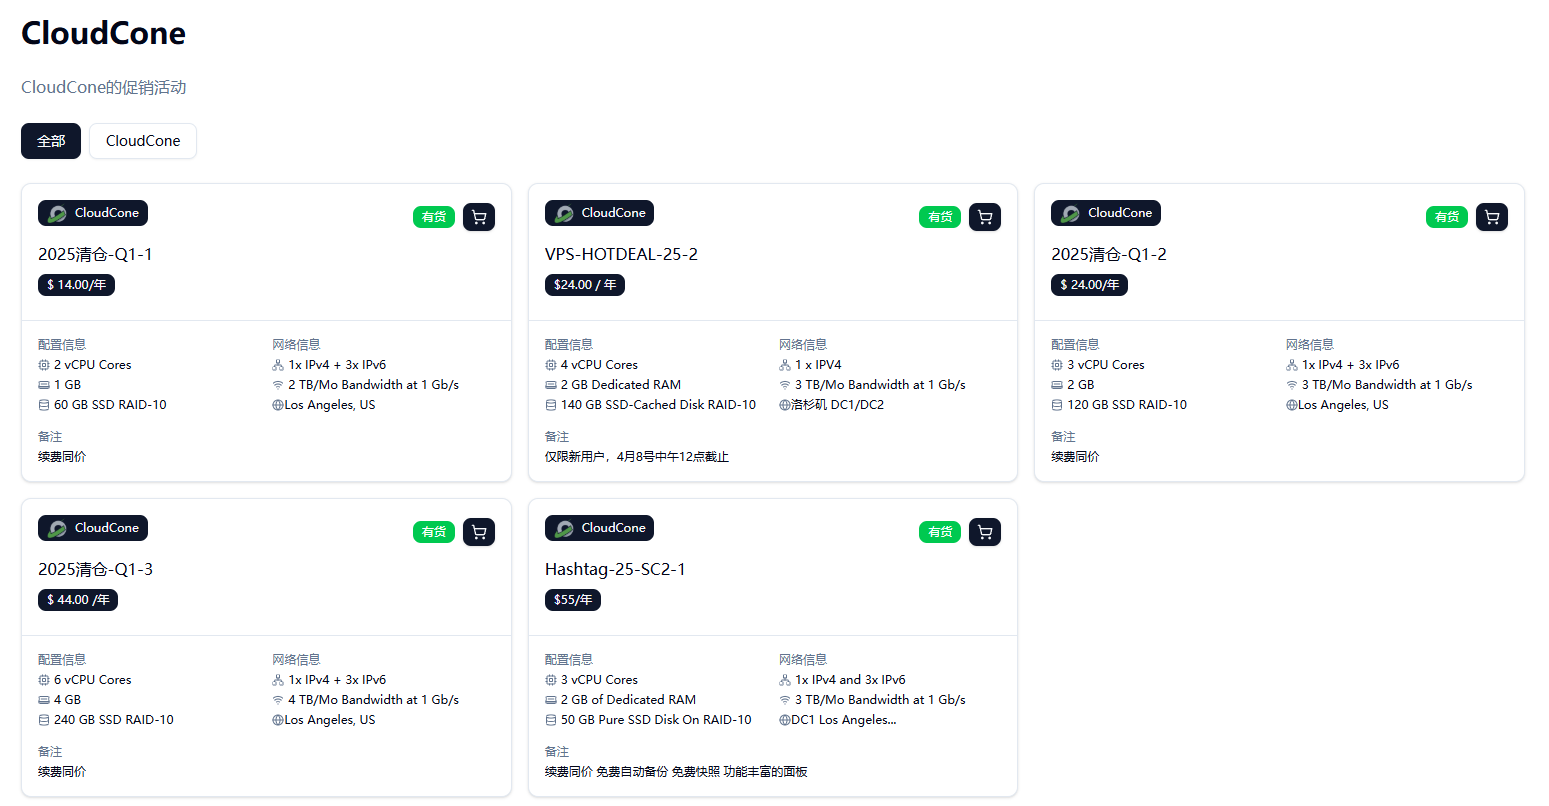 CloudCone
CloudCone的促销活动
全部
CloudCone
CloudCone
有货
2025清仓-Q1-1
$ 14.00/年
配置信息
2 vCPU Cores
1 GB
60 GB SSD RAID-10
网络信息
1x IPv4 + 3x IPv6
2 TB/Mo Bandwidth at 1 Gb/s
Los Angeles, US
备注
续费同价
CloudCone
有货
VPS-HOTDEAL-25-2
$24.00 / 年
配置信息
4 vCPU Cores
2 GB Dedicated RAM
140 GB SSD-Cached Disk RAID-10
网络信息
1 x IPV4
3 TB/Mo Bandwidth at 1 Gb/s
洛杉矶 DC1/DC2
备注
仅限新用户，4月8号中午12点截止
CloudCone
有货
2025清仓-Q1-2
$ 24.00/年
配置信息
3 vCPU Cores
2 GB
120 GB SSD RAID-10
网络信息
1x IPv4 + 3x IPv6
3 TB/Mo Bandwidth at 1 Gb/s
Los Angeles, US
备注
续费同价
CloudCone
有货
2025清仓-Q1-3
$ 44.00 /年
配置信息
6 vCPU Cores
4 GB
240 GB SSD RAID-10
网络信息
1x IPv4 + 3x IPv6
4 TB/Mo Bandwidth at 1 Gb/s
Los Angeles, US
备注
续费同价
CloudCone
有货
Hashtag-25-SC2-1
$55/年
配置信息
3 vCPU Cores
2 GB of Dedicated RAM
50 GB Pure SSD Disk On RAID-10
网络信息
1x IPv4 and 3x IPv6
3 TB/Mo Bandwidth at 1 Gb/s
DC1 Los Angeles...
备注
续费同价 免费自动备份 免费快照 功能丰富的面板